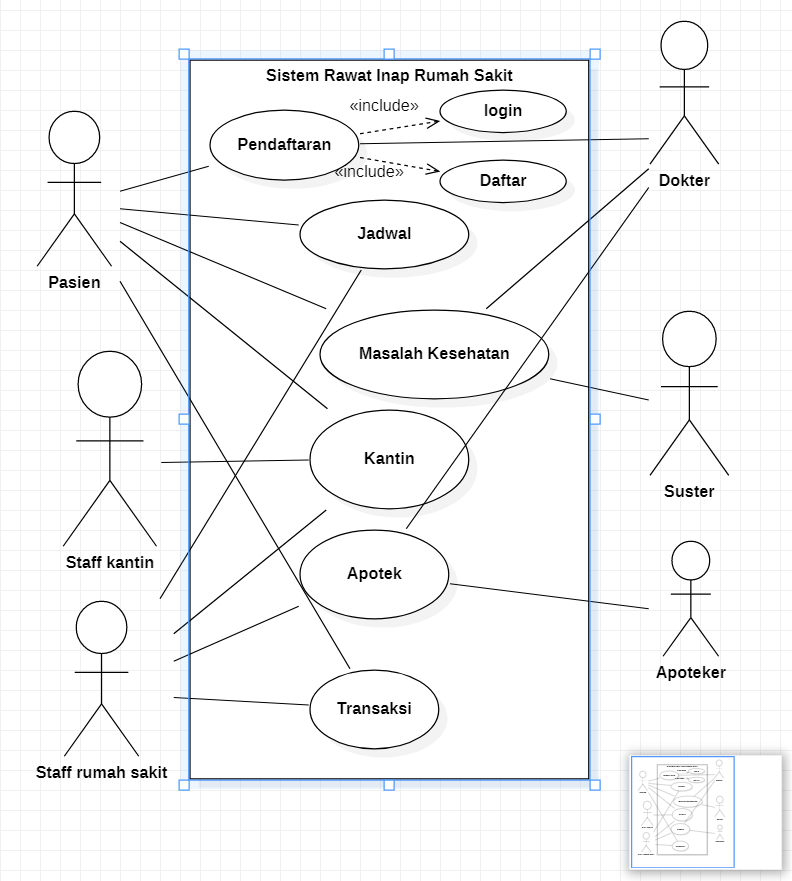 Sistem Rawat Inap Rumah Sakit
«include»
login
Pendaftaran
«include»
Daftar
Dokter
Jadwal
Pasien
Masalah Kesehatan
Kantin
Suster
Staff kantin
Apotek
Apoteker
Transaksi
Staff rumah sakit